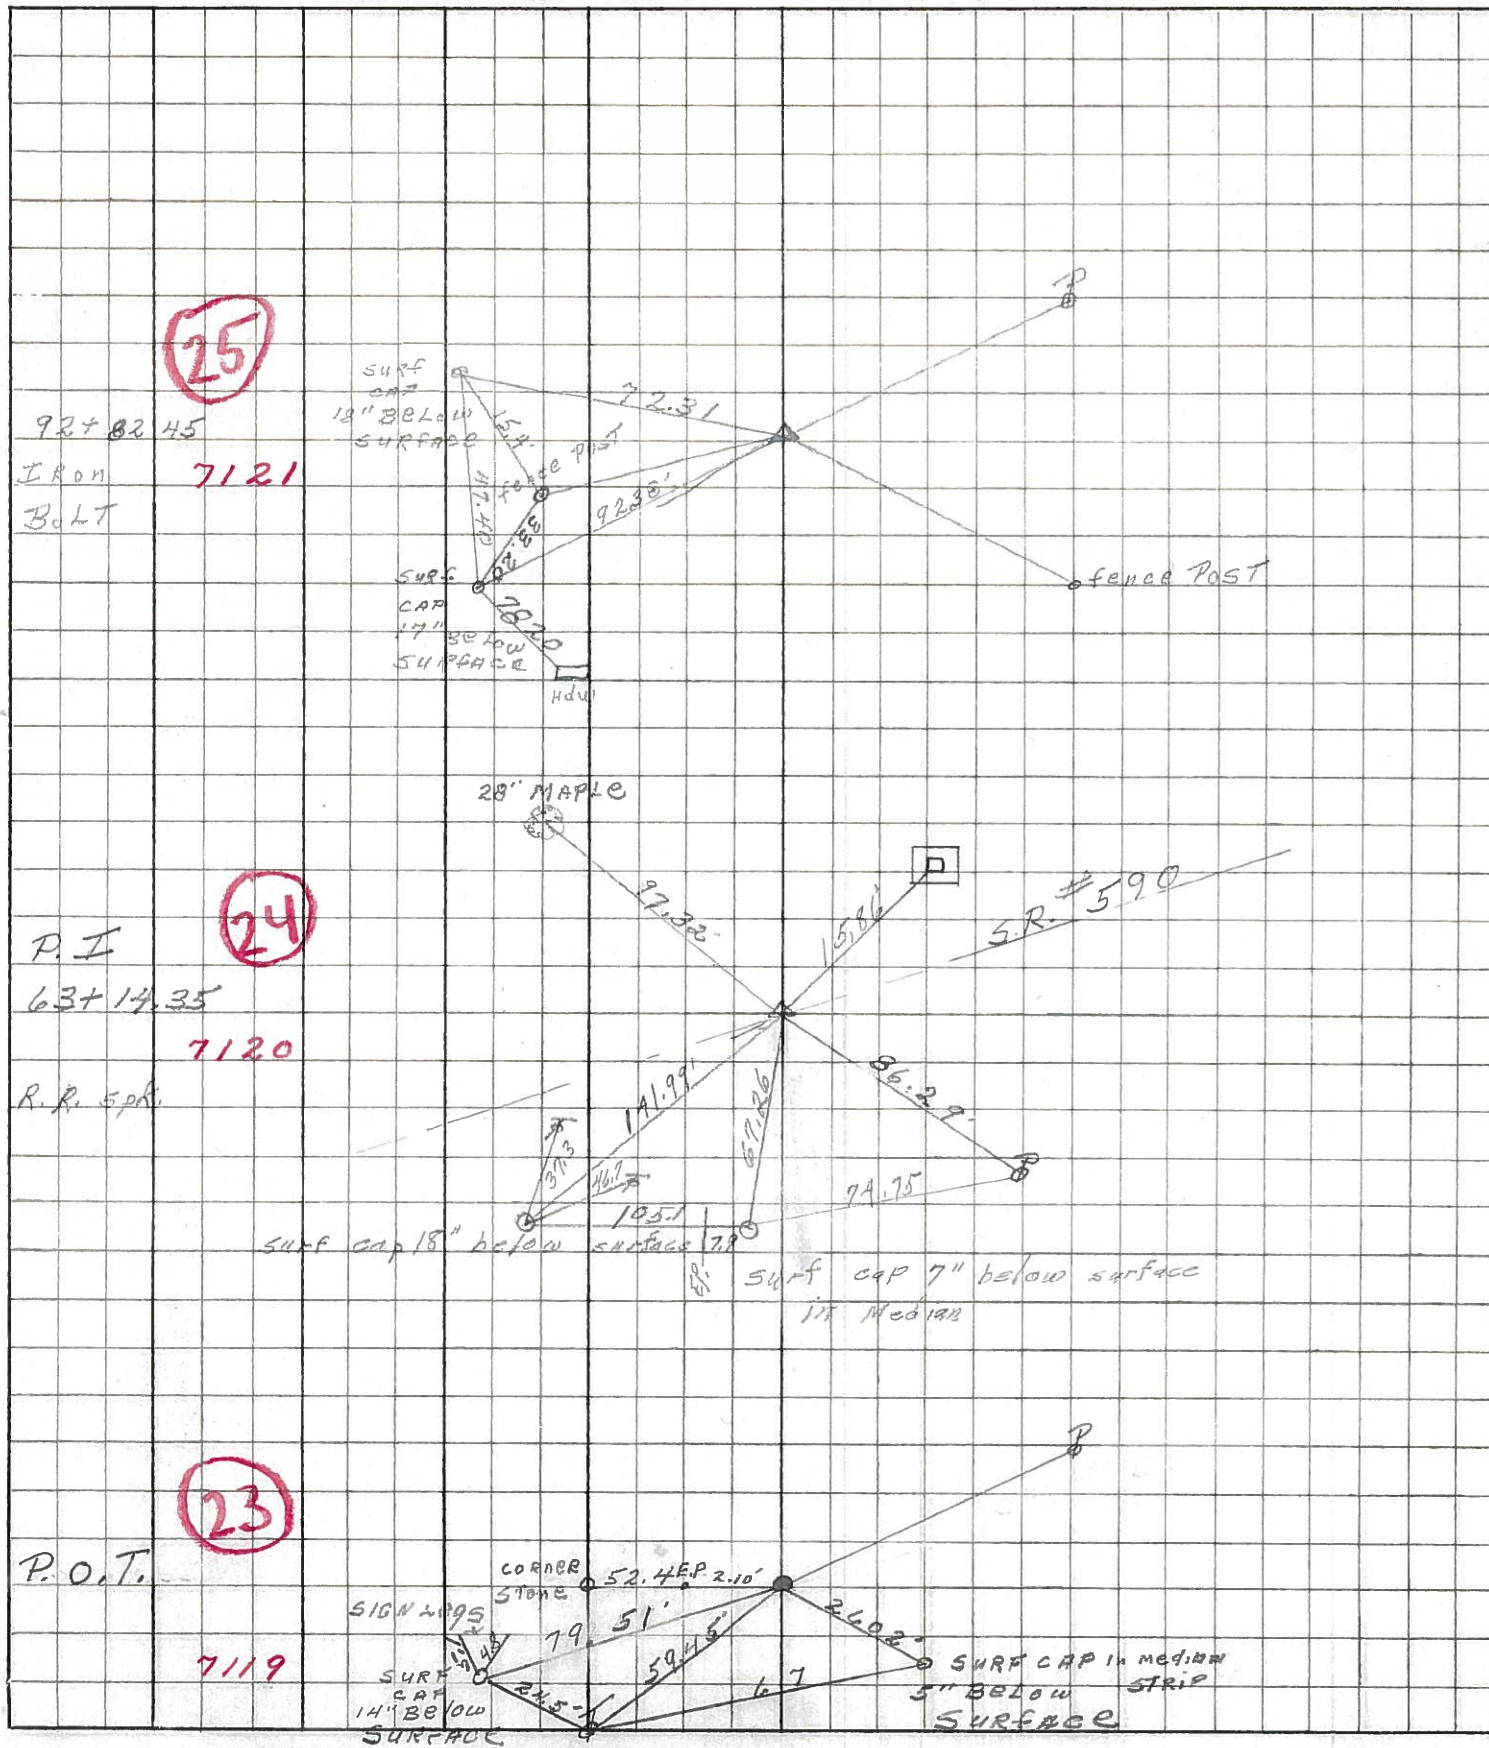 25
92+82.45
IRon
BOLT
7121
SURF
CAP
18" BELOW
SURFACE
72.31
15.4'
fence POST
47.40
33.20
92.38'
P
fence POST
SURF
CAP
17" BELOW
SURFACE
78.20
Hdwl
28" MAPLE
97.32'
15.86'
S.R. #590
24
P.I
63+14.35
7120
R.R. spk.
141.99'
67.26
86.29'
P
37.3
46.7
105.1
7.9
E.P.
74.75
surf cap 18" below surface
surf cap 7" below surface
in Median
P
23
P.O.T.
7119
CORNER
STONE
52.4
E.P.
2.10'
SIGN Legs
4.8
79.51'
59.45'
26.02'
SURF
CAP
14" Below
SURFACE
24.5'
67
SURF CAP in median
STRIP
5" BELOW
SURFACE